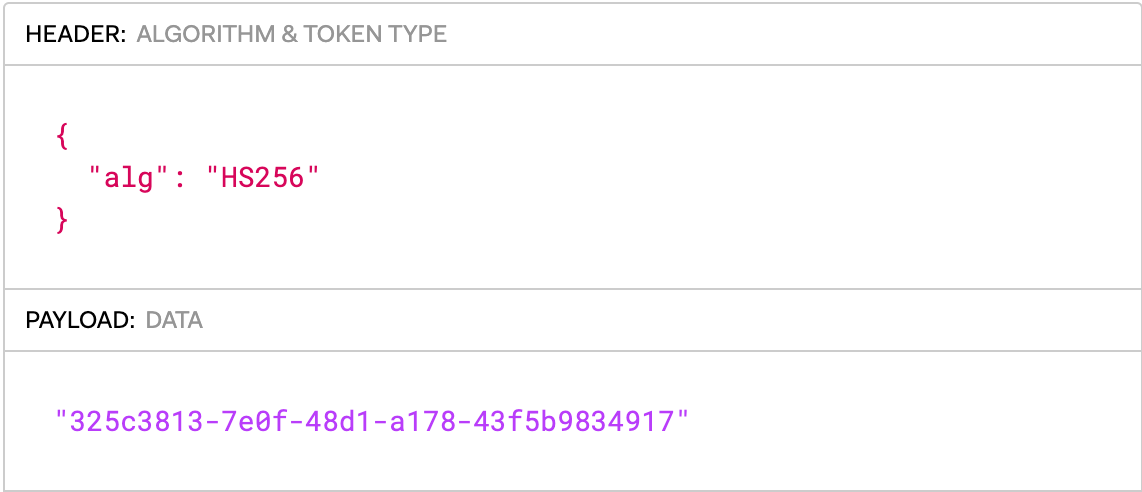 HEADER: ALGORITHM & TOKEN TYPE
{
"alg": "HS256"
}
PAYLOAD: DATA
"325c3813-7e0f-48d1-a178-43f5b9834917"